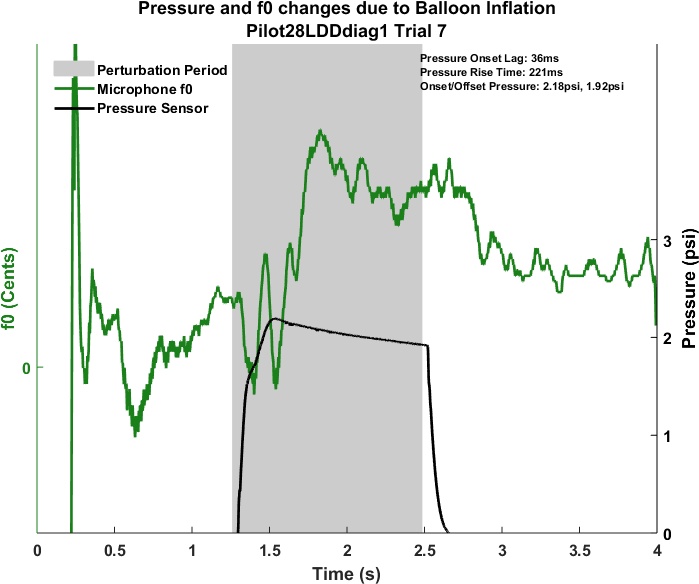 Pressure and f0 changes due to Balloon Inflation
Pilot28LDDdiag1 Trial 7
Perturbation Period
Microphone f0
Pressure Sensor
Pressure Onset Lag: 36ms
Pressure Rise Time: 221ms
Onset/Offset Pressure: 2.18psi, 1.92psi
f0 (Cents)
0
3
2
1
0
Pressure (psi)
0 0.5 1 1.5 2 2.5 3 3.5 4
Time (s)